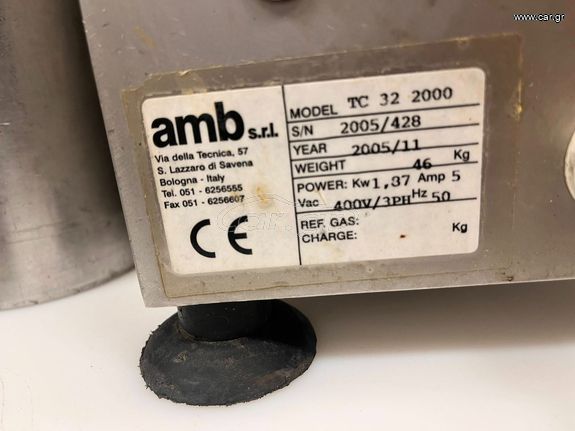 www.car.gr
amb s.r.l.
Via della Tecnica, 57
S. Lazzaro di Savena
Bologna - Italy
Tel. 051 - 6256555
Fax 051 - 6256607
CE
MODEL TC 32 2000
S/N 2005/428
YEAR 2005/11
WEIGHT 46 Kg
POWER: Kw 1,37 Amp 5
Vac 400V/3PH Hz 50
REF. GAS:
CHARGE: Kg